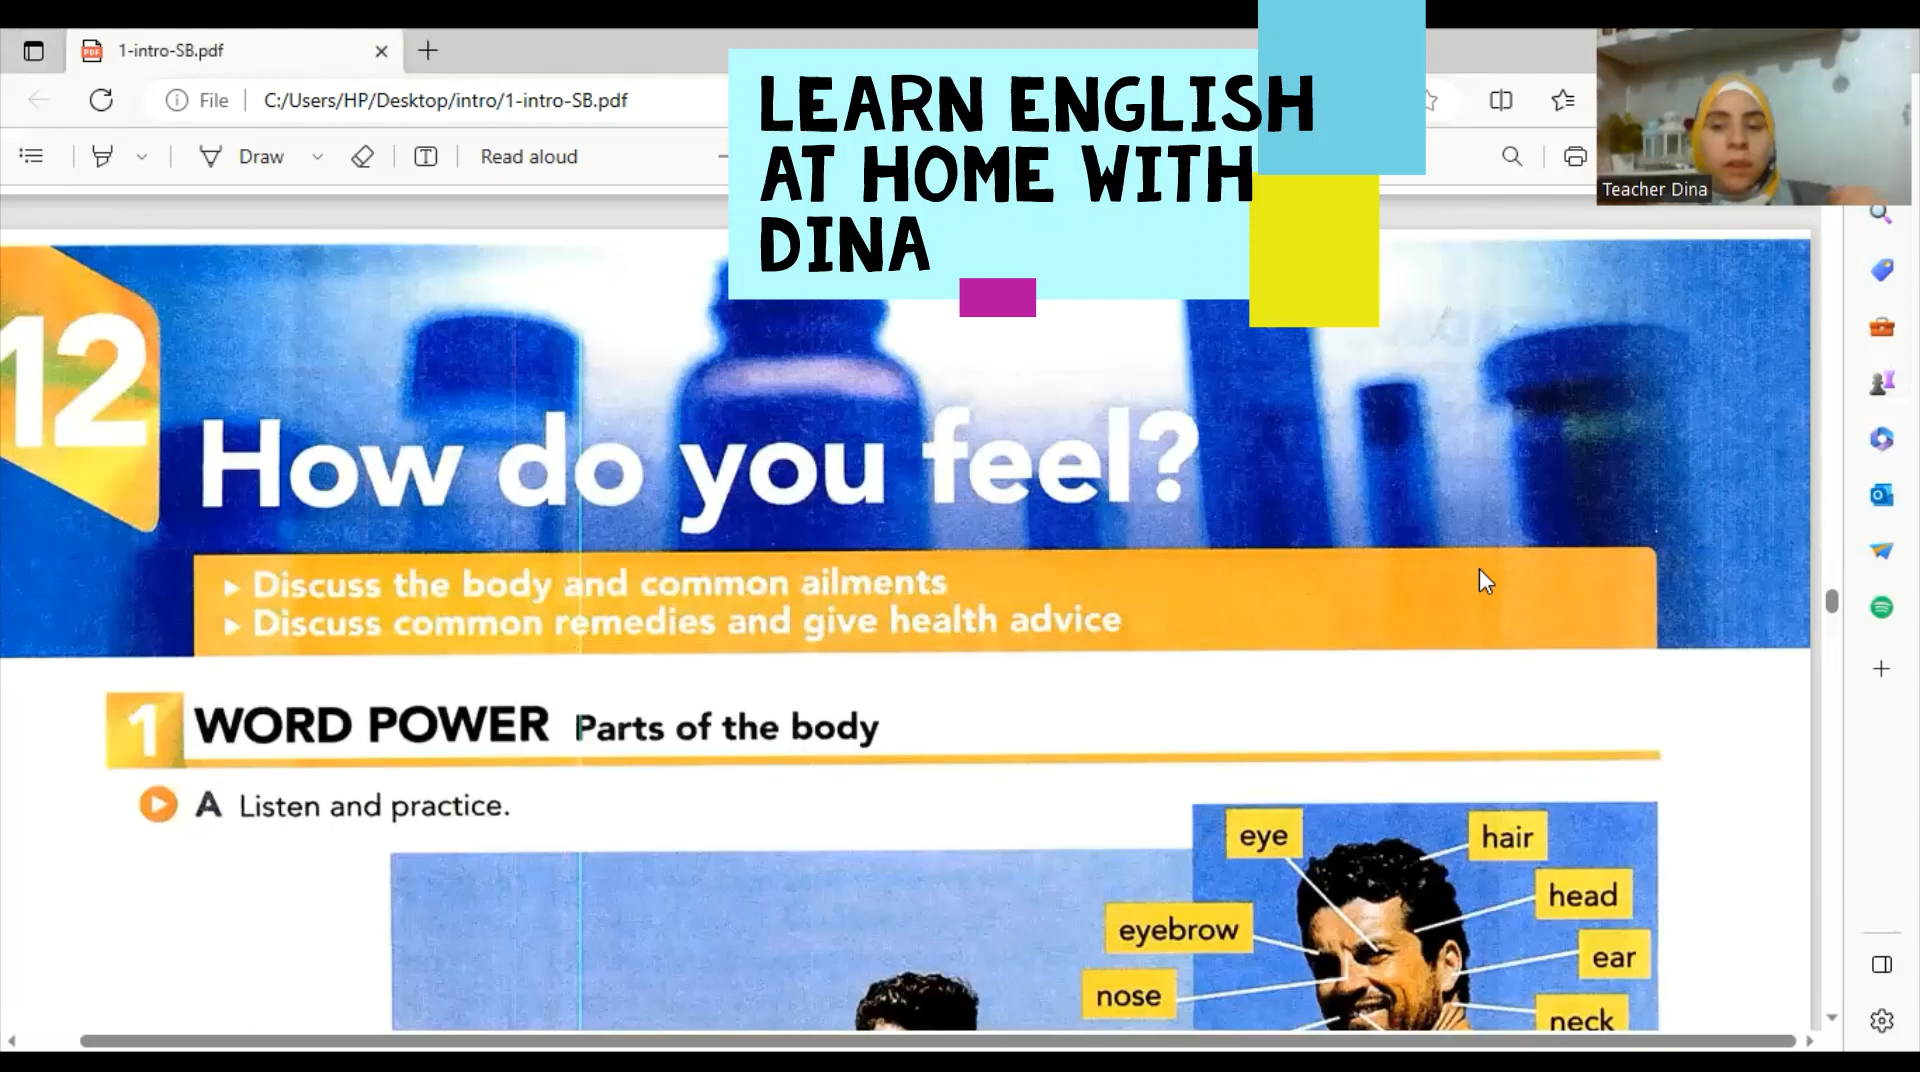 1-intro-SB.pdf
File
C:/Users/HP/Desktop/intro/1-intro-SB.pdf
Draw
Read aloud
LEARN ENGLISH
AT HOME WITH
DINA
Teacher Dina
12
How do you feel?
Discuss the body and common ailments
Discuss common remedies and give health advice
1 WORD POWER Parts of the body
A Listen and practice.
eye
hair
head
eyebrow
ear
nose
neck